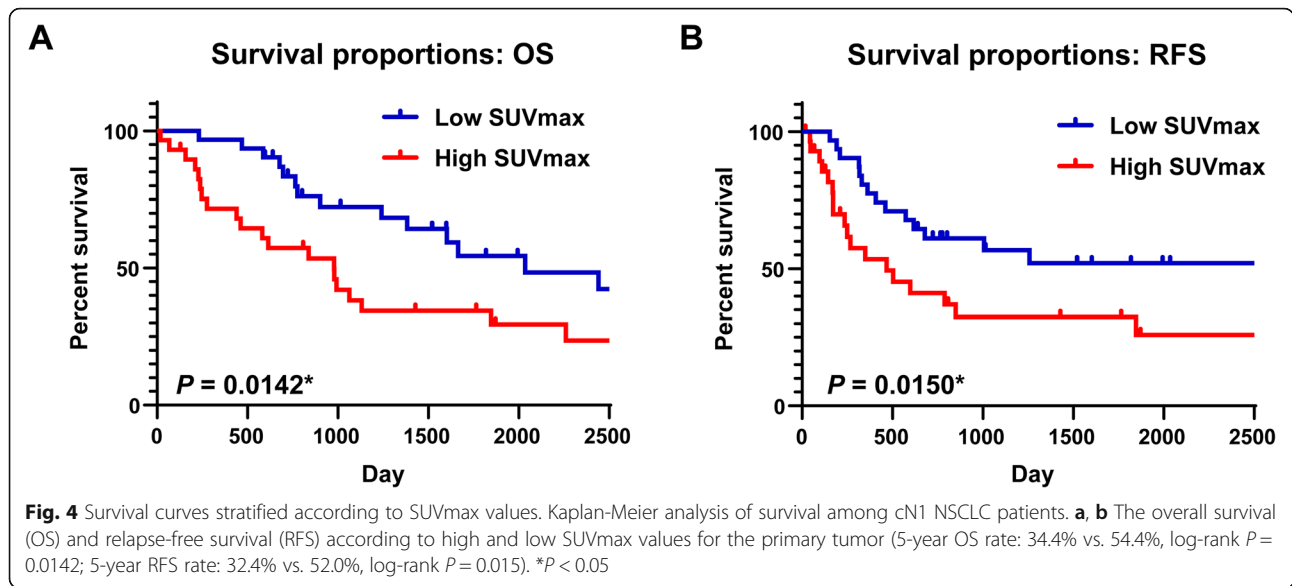 A
Survival proportions: OS
Low SUVmax
High SUVmax
Percent survival
100
50
0
P = 0.0142*
0 500 1000 1500 2000 2500
Day
B
Survival proportions: RFS
Low SUVmax
High SUVmax
Percent survival
100
50
0
P = 0.0150*
0 500 1000 1500 2000 2500
Day
Fig. 4 Survival curves stratified according to SUVmax values. Kaplan-Meier analysis of survival among cN1 NSCLC patients. a, b The overall survival
(OS) and relapse-free survival (RFS) according to high and low SUVmax values for the primary tumor (5-year OS rate: 34.4% vs. 54.4%, log-rank P =
0.0142; 5-year RFS rate: 32.4% vs. 52.0%, log-rank P = 0.015). *P < 0.05